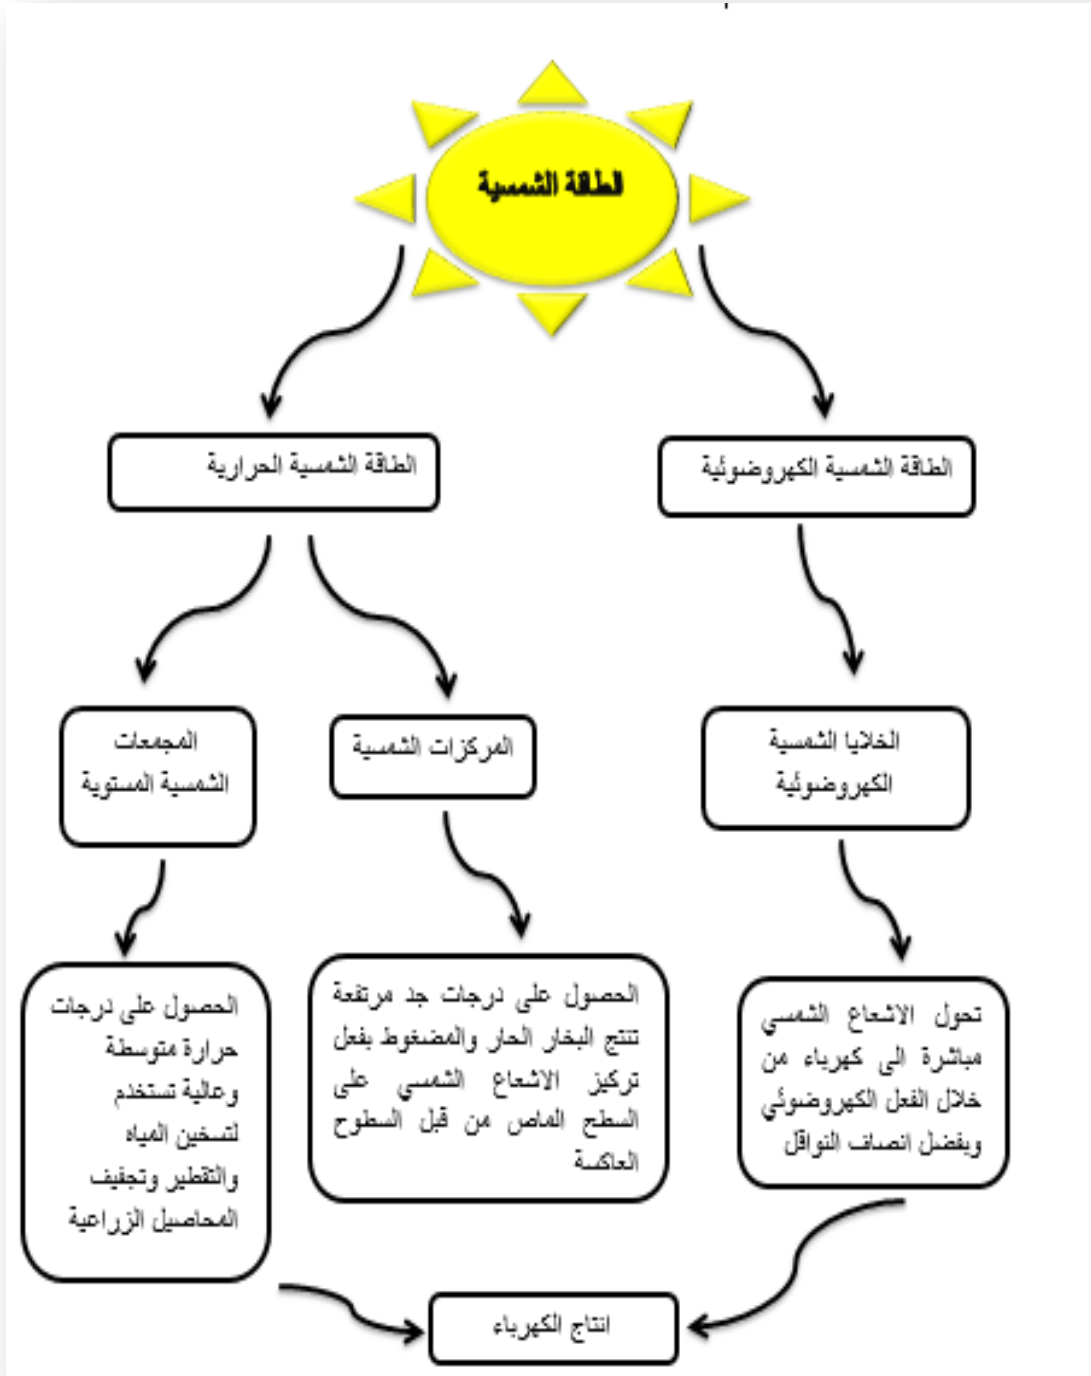 الطاقة الشمسية
الطاقة الشمسية الكهروضوئية
الطاقة الشمسية الحرارية
الخلايا الشمسية
الكهروضوئية
المركزات الشمسية
المجمعات
الشمسية المستوية
تحول الاشعاع الشمسي
مباشرة الى كهرباء من
خلال الفعل الكهروضوئي
وبفضل انصاف النواقل
الحصول على درجات جد مرتفعة
تنتج البخار الحار والمضغوط بفعل
تركيز الاشعاع الشمسي على
السطح الماص من قبل السطوح
العاكسة
الحصول على درجات
حرارة متوسطة
وعالية تستخدم
لتسخين المياه
والتقطير وتجفيف
المحاصيل الزراعية
انتاج الكهرباء